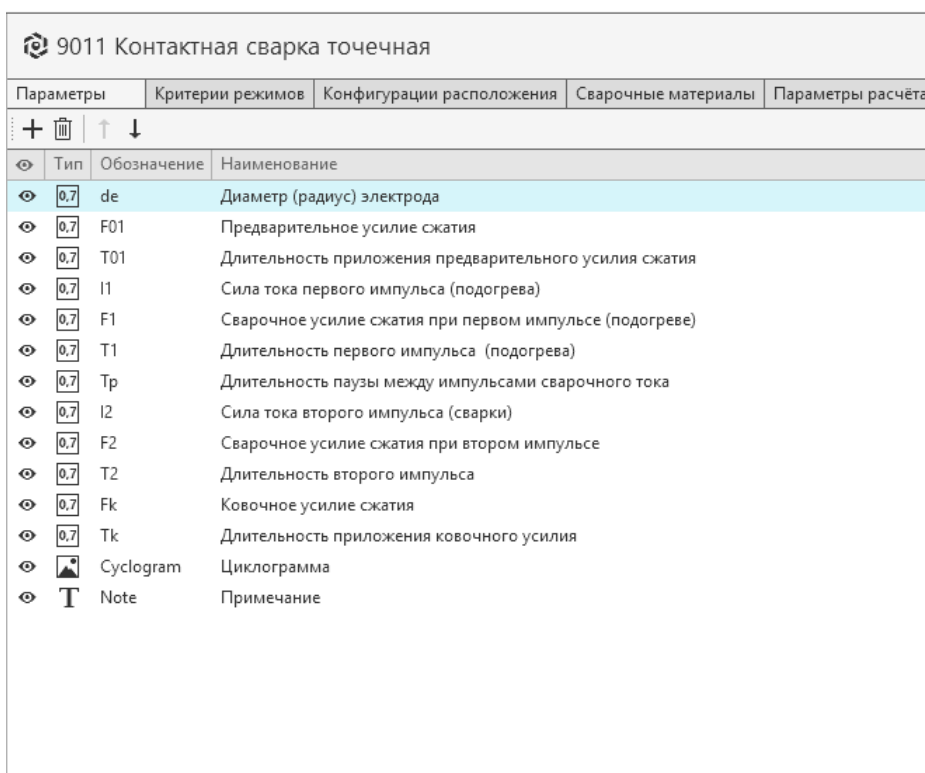 9011 Контактная сварка точечная
Параметры Критерии режимов Конфигурации расположения Сварочные материалы Параметры расчёта
Тип Обозначение Наименование
0,7 de Диаметр (радиус) электрода
0,7 F01 Предварительное усилие сжатия
0,7 T01 Длительность приложения предварительного усилия сжатия
0,7 I1 Сила тока первого импульса (подогрева)
0,7 F1 Сварочное усилие сжатия при первом импульсе (подогреве)
0,7 T1 Длительность первого импульса (подогрева)
0,7 Tp Длительность паузы между импульсами сварочного тока
0,7 I2 Сила тока второго импульса (сварки)
0,7 F2 Сварочное усилие сжатия при втором импульсе
0,7 T2 Длительность второго импульса
0,7 Fk Ковочное усилие сжатия
0,7 Tk Длительность приложения ковочного усилия
Cyclogram Циклограмма
T Note Примечание